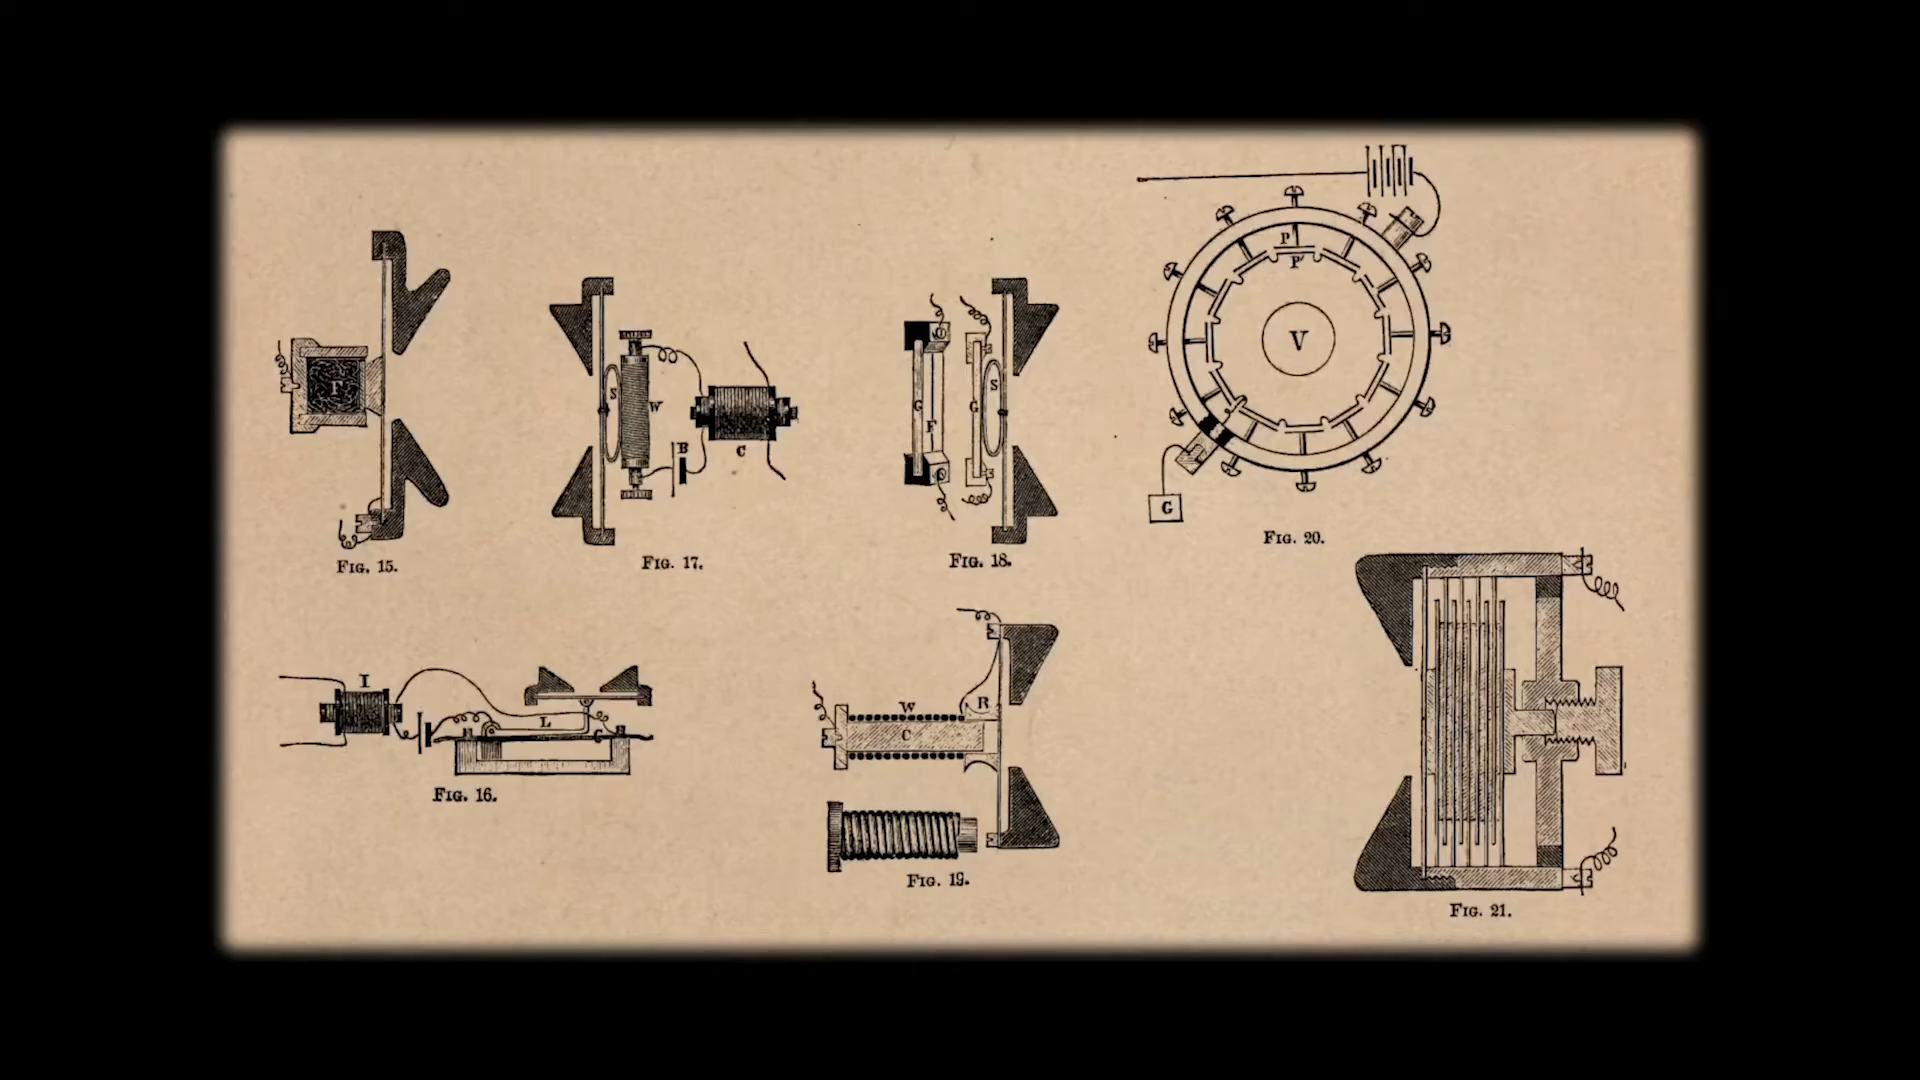 P
P'
V
G
FIG. 20.
F
FIG. 15.
S
W
B
C
FIG. 17.
G
F
G
S
FIG. 18.
I
L
FIG. 16.
W
R
C
FIG. 19.
FIG. 21.